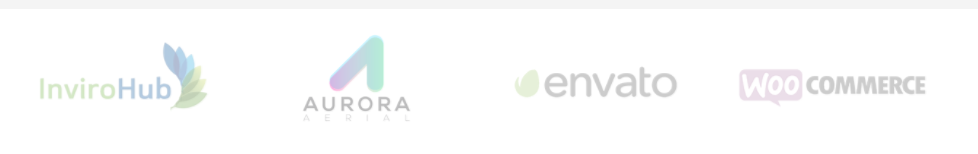 InviroHub
AURORA
AERIAL
envato
WOO COMMERCE